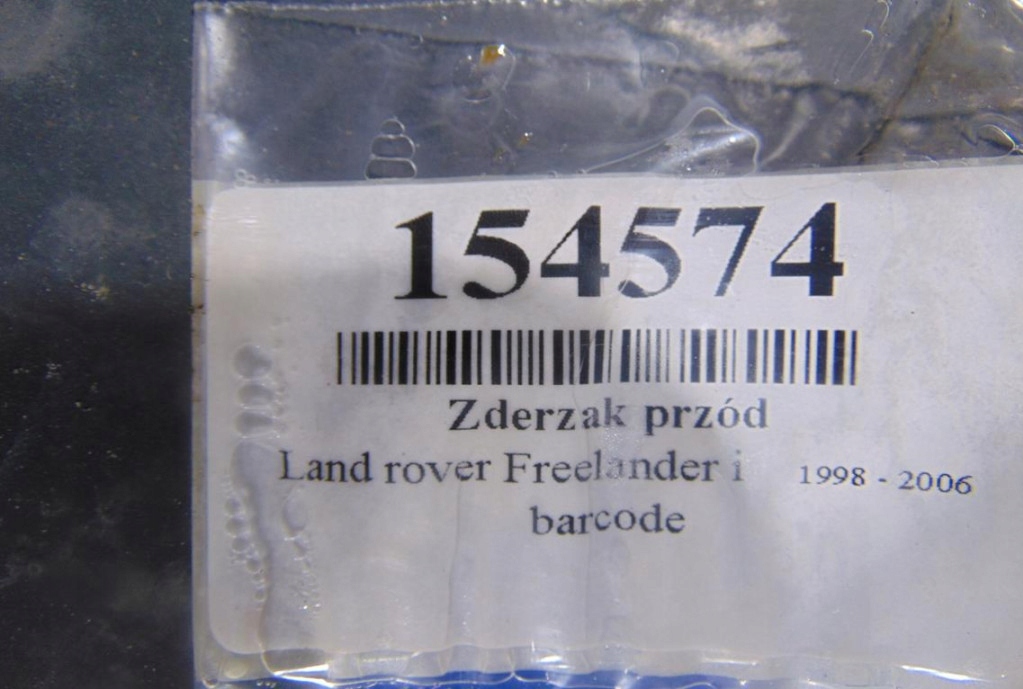 154574
Zderzak przód
Land rover Freelander i 1998 - 2006
barcode